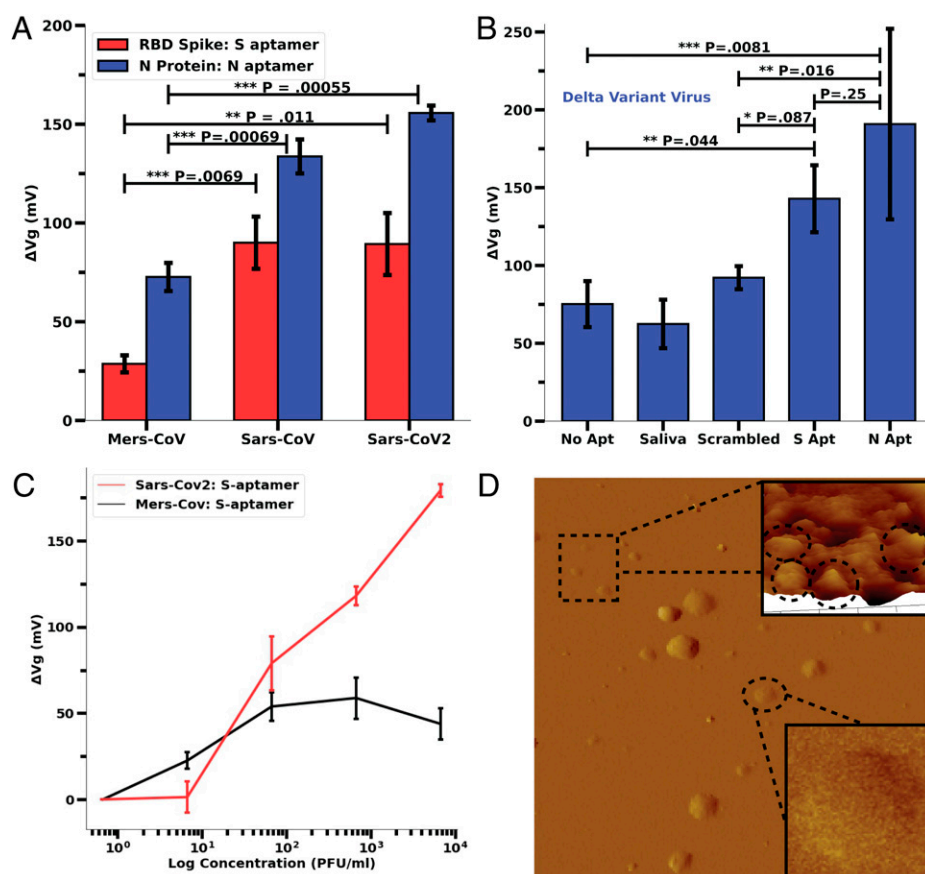 A
200
150
100
50
0
ΔVg (mV)
RBD Spike: S aptamer
N Protein: N aptamer
*** P = .00055
** P = .011
*** P=.00069
*** P=.0069
Mers-CoV
Sars-CoV
Sars-CoV2
B
250
200
150
100
50
0
ΔVg (mV)
*** P=.0081
** P=.016
Delta Variant Virus
P=.25
* P=.087
** P=.044
No Apt
Saliva
Scrambled
S Apt
N Apt
C
Sars-Cov2: S-aptamer
Mers-Cov: S-aptamer
150
100
50
0
ΔVg (mV)
10⁰
10¹
10²
10³
10⁴
Log Concentration (PFU/ml)
D